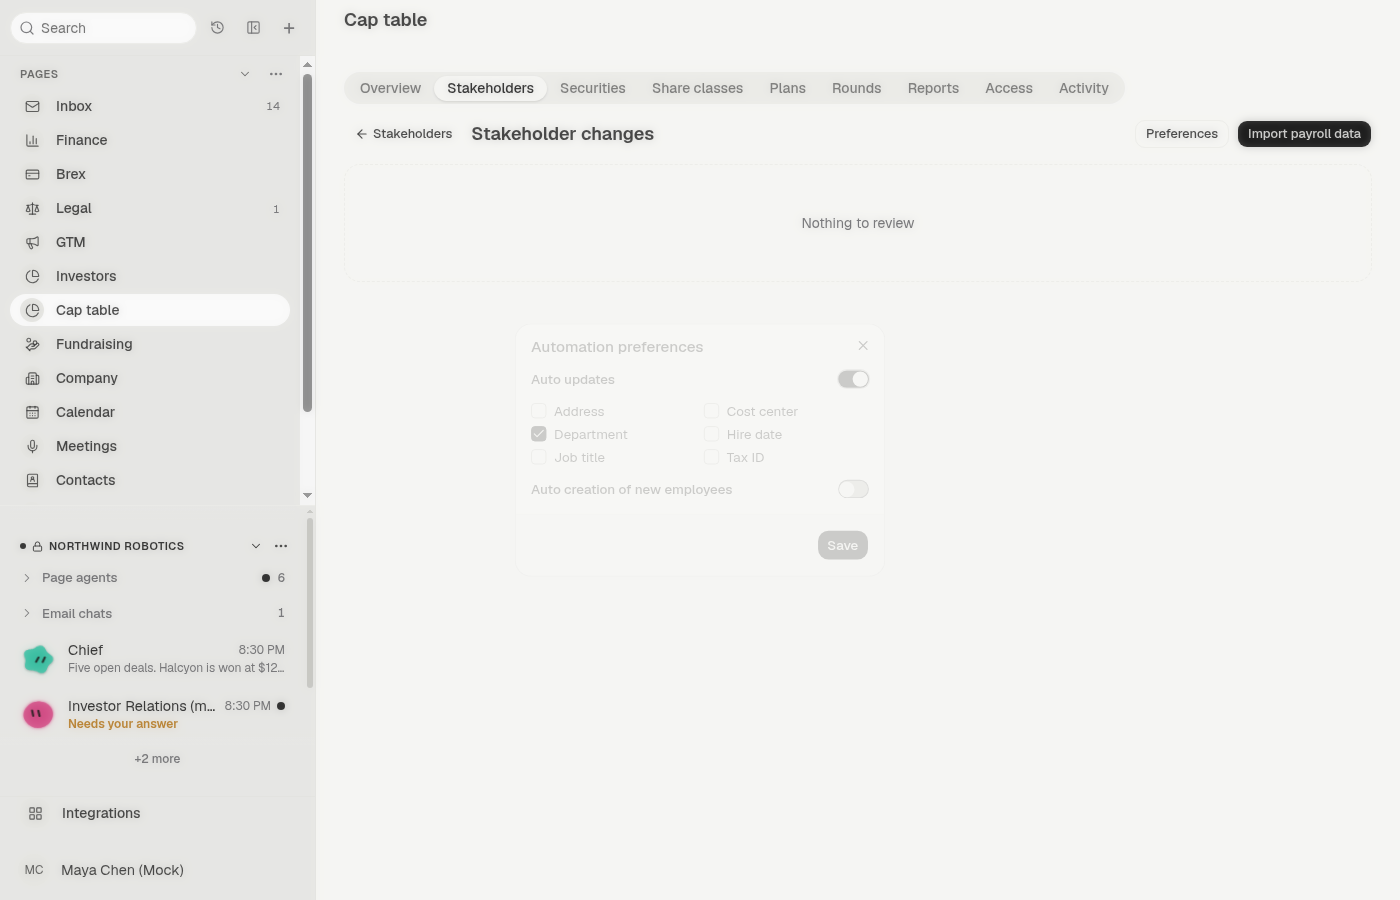 Search
PAGES
Inbox 14
Finance
Brex
Legal 1
GTM
Investors
Cap table
Fundraising
Company
Calendar
Meetings
Contacts
NORTHWIND ROBOTICS
Page agents 6
Email chats 1
Chief 8:30 PM
Five open deals. Halcyon is won at $12...
Investor Relations (m... 8:30 PM
Needs your answer
+2 more
Integrations
MC Maya Chen (Mock)
Cap table
Overview Stakeholders Securities Share classes Plans Rounds Reports Access Activity
Stakeholders Stakeholder changes Preferences Import payroll data
Nothing to review
Automation preferences
Auto updates
Address Cost center
Department Hire date
Job title Tax ID
Auto creation of new employees
Save